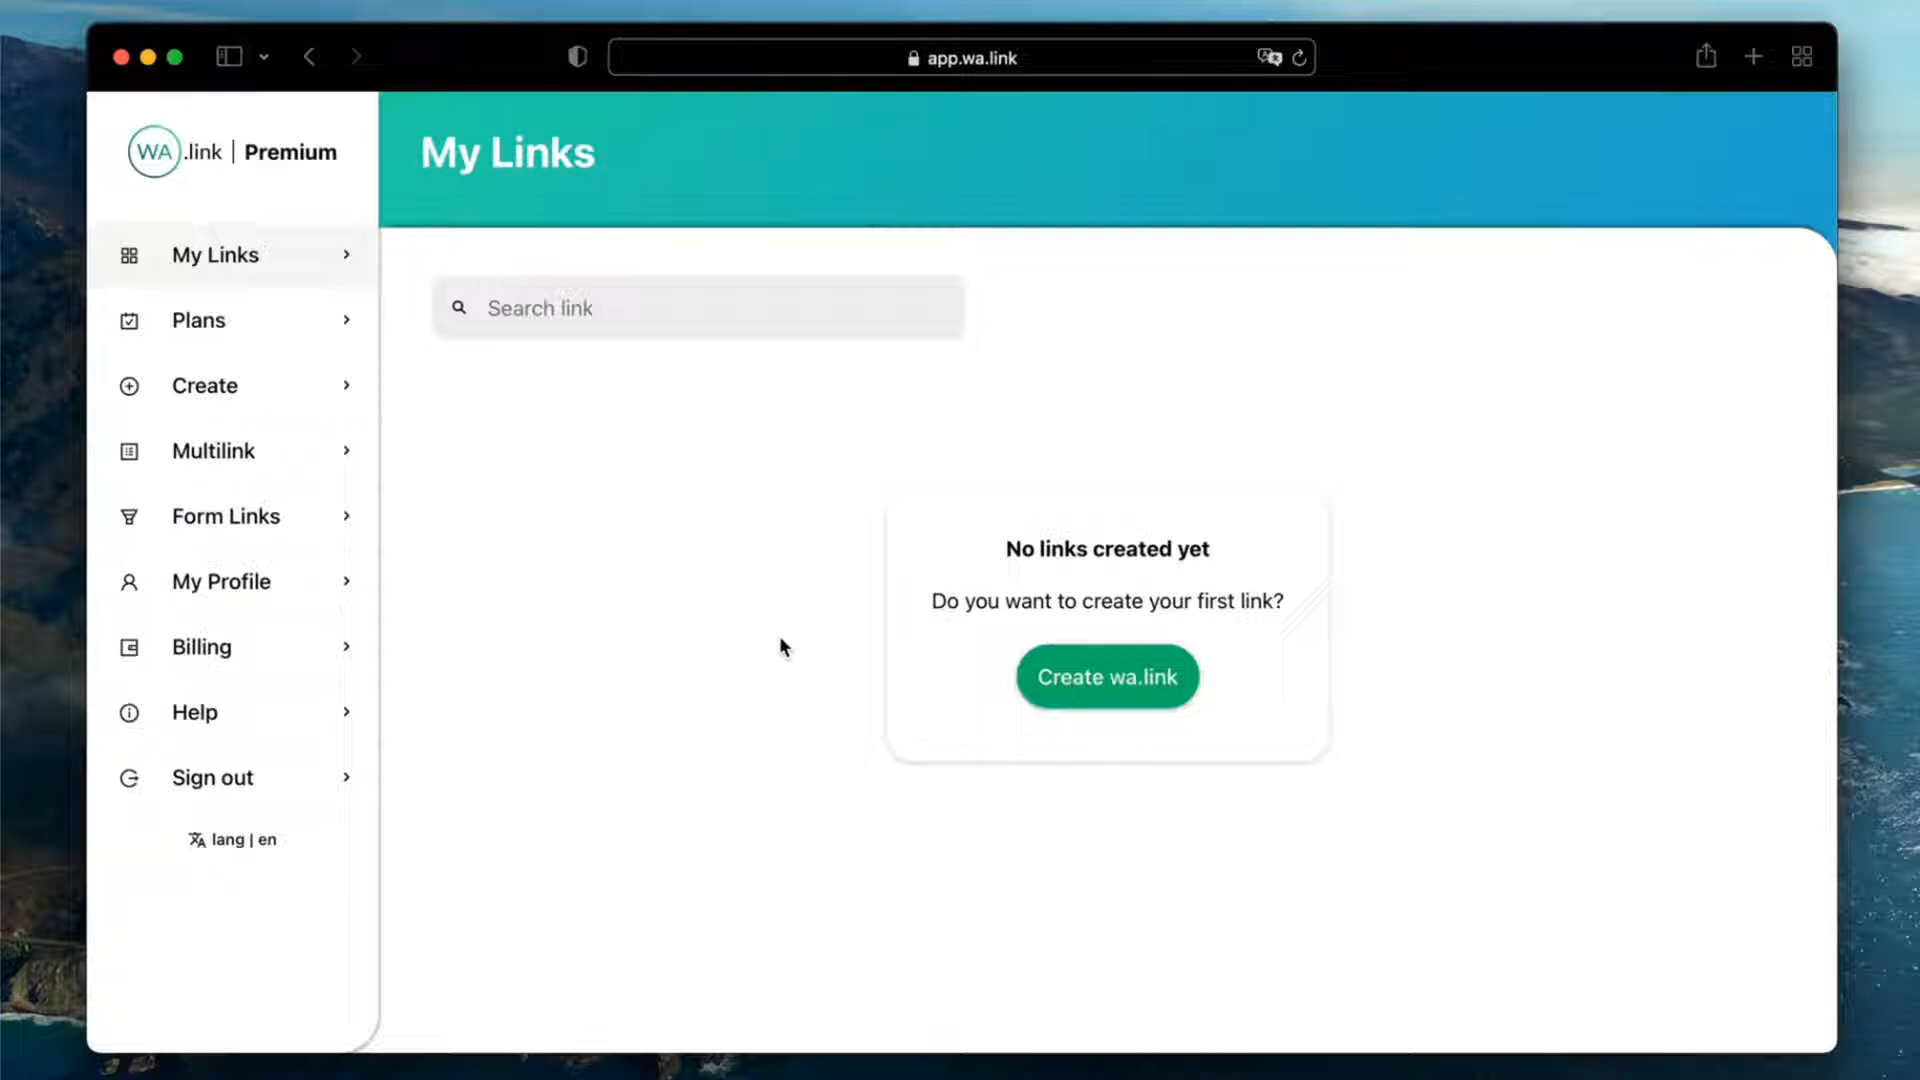 app.wa.link
WA.link | Premium
My Links
My Links
Plans
Create
Multilink
Form Links
My Profile
Billing
Help
Sign out
lang | en
Search link
No links created yet
Do you want to create your first link?
Create wa.link